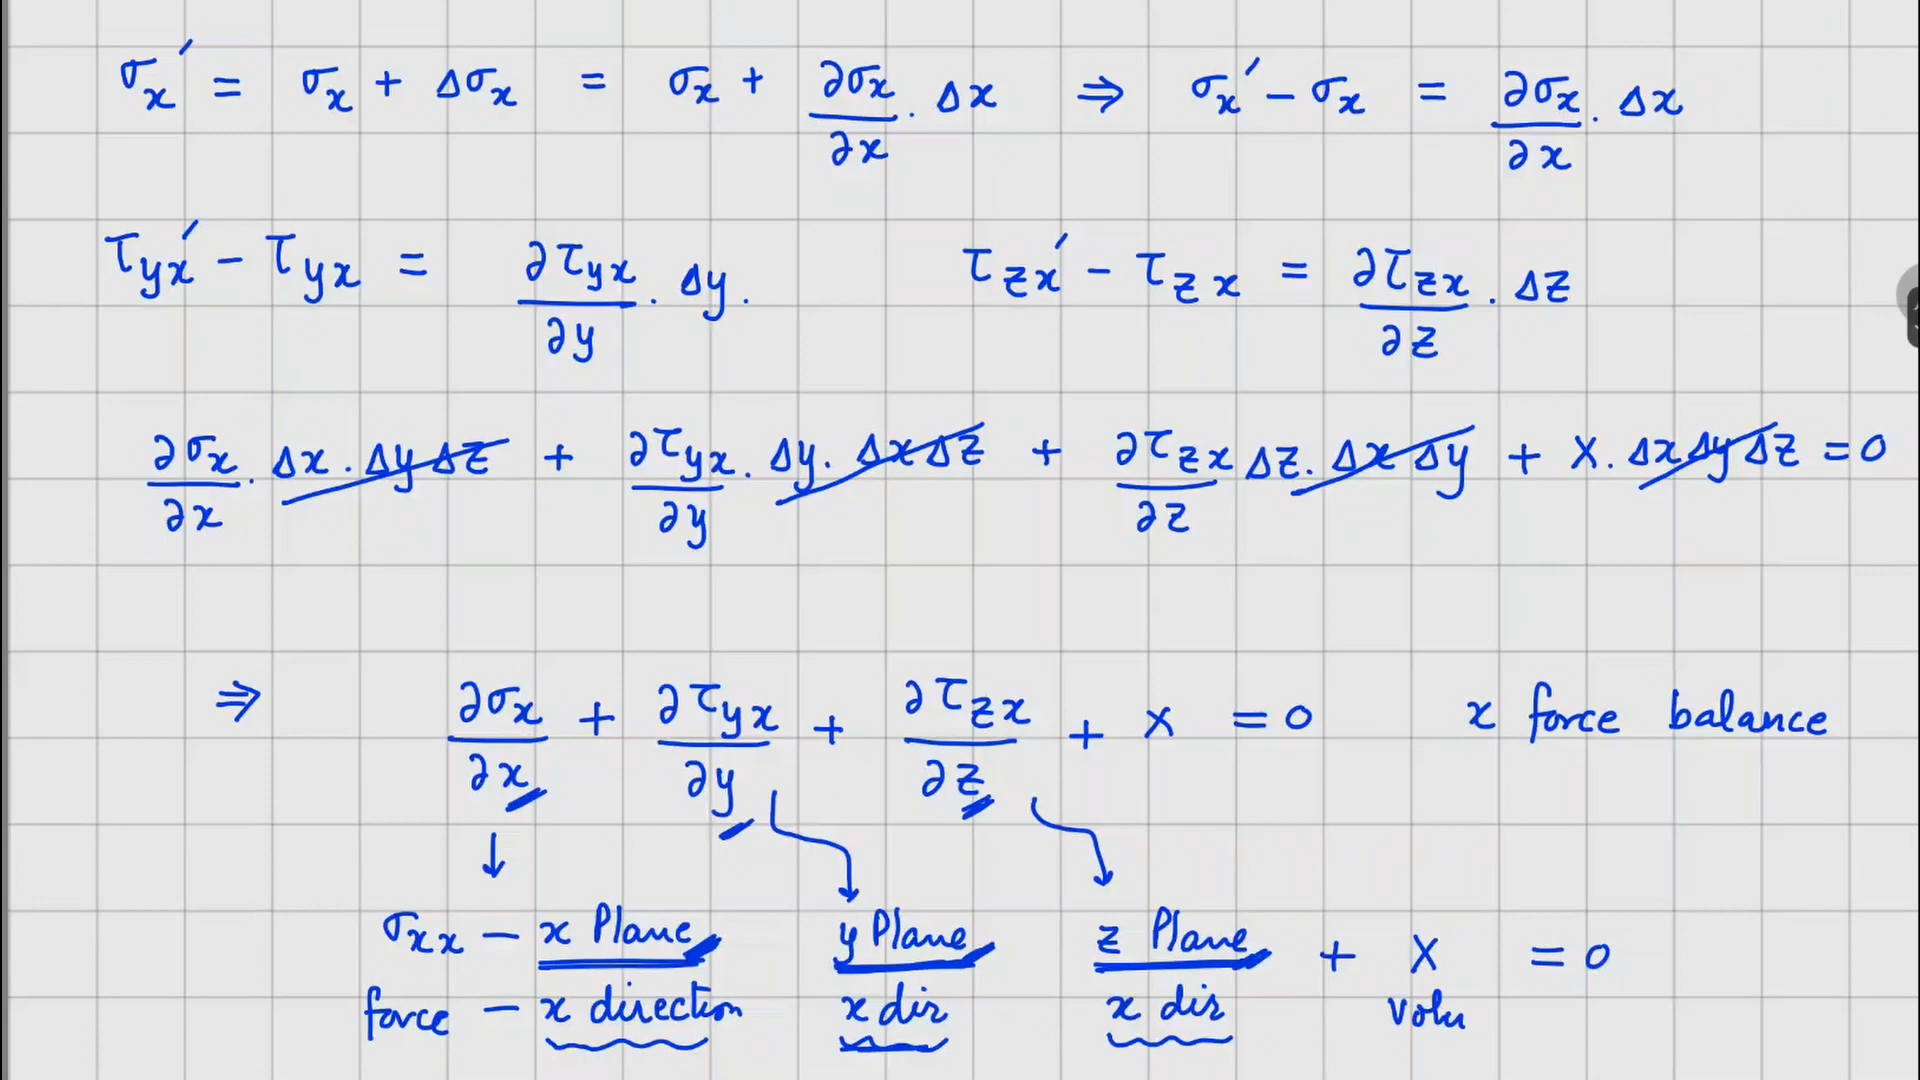 σx′ = σx + Δσx = σx + ∂σx/∂x · Δx ⇒ σx′ − σx = ∂σx/∂x · Δx
τyx′ − τyx = ∂τyx/∂y · Δy. τzx′ − τzx = ∂τzx/∂z · Δz
∂σx/∂x · Δx · Δy Δz + ∂τyx/∂y · Δy · Δx Δz + ∂τzx/∂z Δz · Δx Δy + X · Δx Δy Δz = 0
⇒ ∂σx/∂x + ∂τyx/∂y + ∂τzx/∂z + X = 0 x force balance
σxx – x Plane y Plane z Plane + X = 0
force – x direction x dir x dir volu